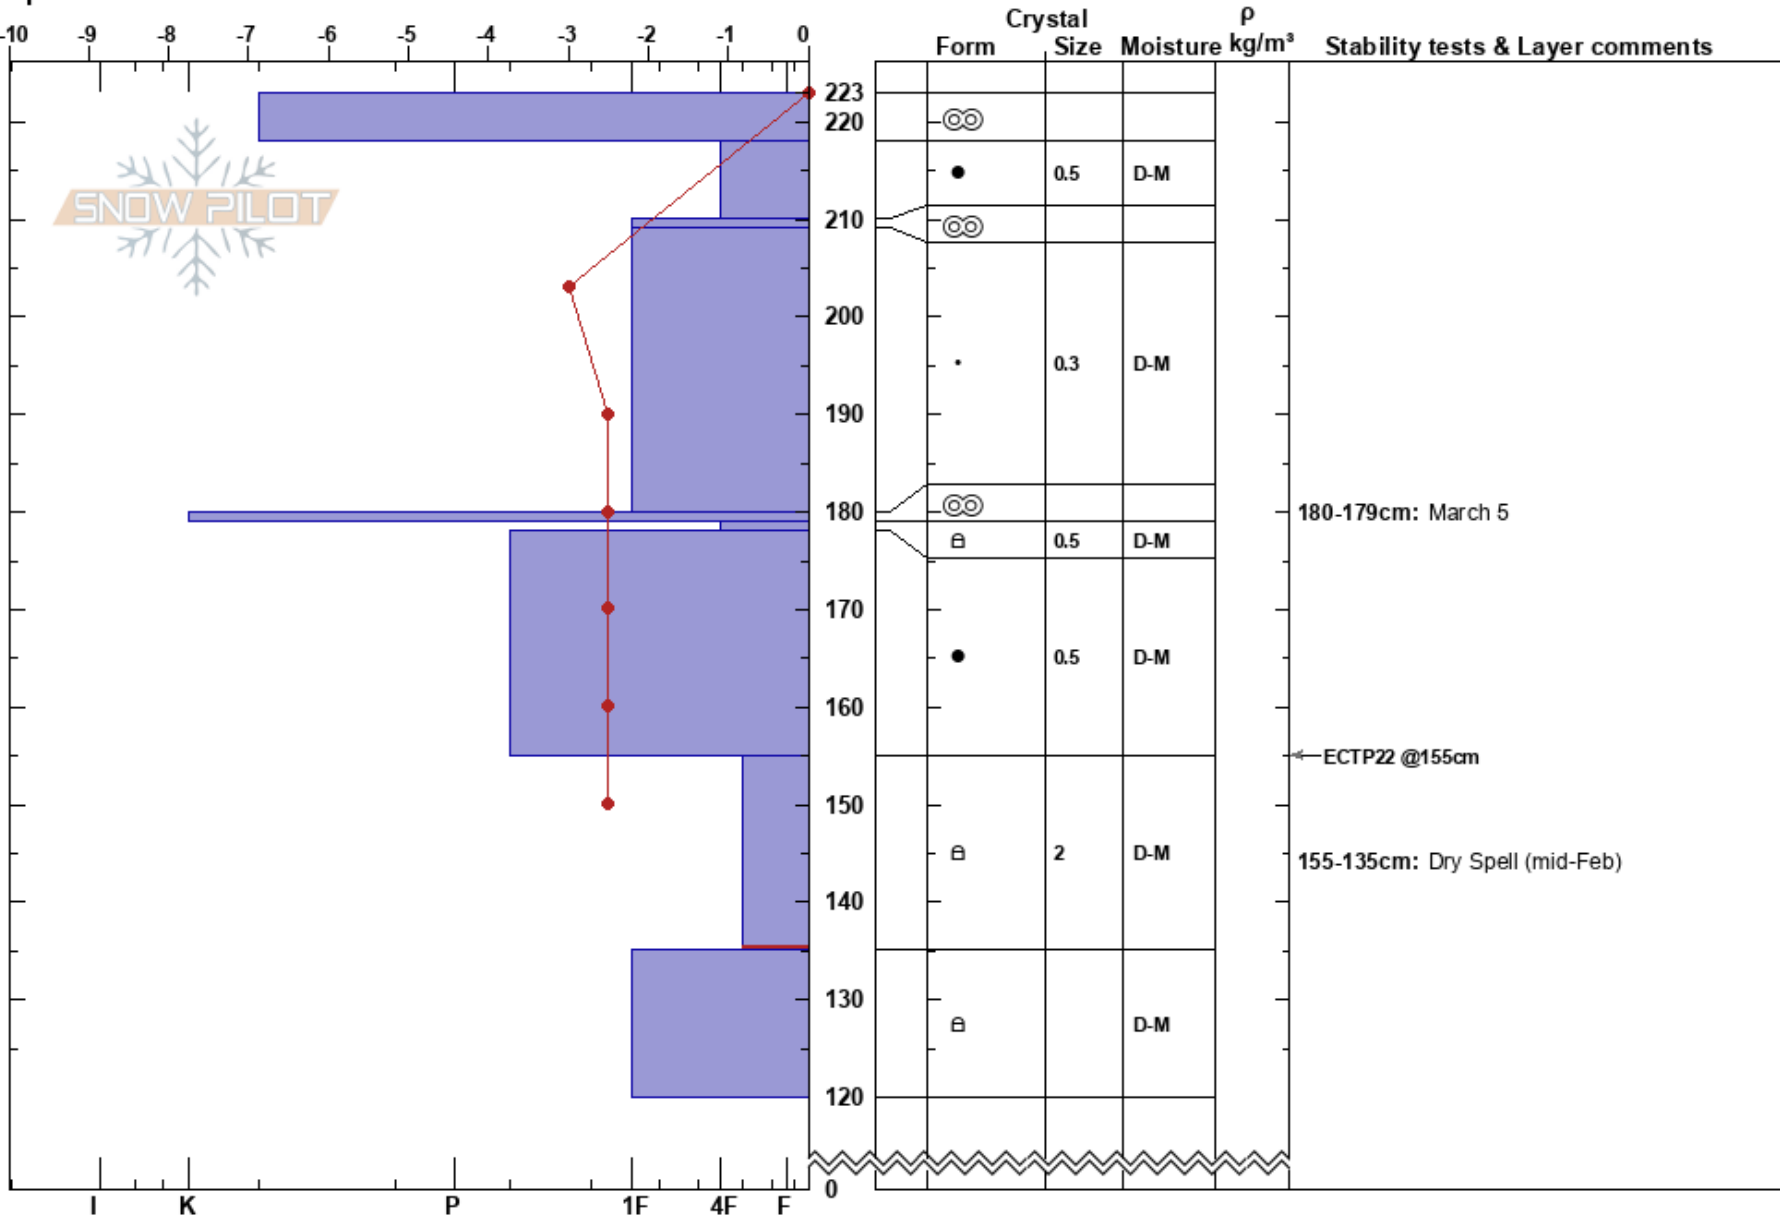 Crystal ρ
-10 -9 -8 -7 -6 -5 -4 -3 -2 -1 0 Form Size Moisture kg/m³ Stability tests & Layer comments
223
220
SNOW PILOT
0.5 D-M
210
200
0.3 D-M
190
180 180-179cm: March 5
0.5 D-M
170
0.5 D-M
160
ECTP22 @155cm
150
2 D-M 155-135cm: Dry Spell (mid-Feb)
140
130
D-M
120
0
I K P 1F 4F F